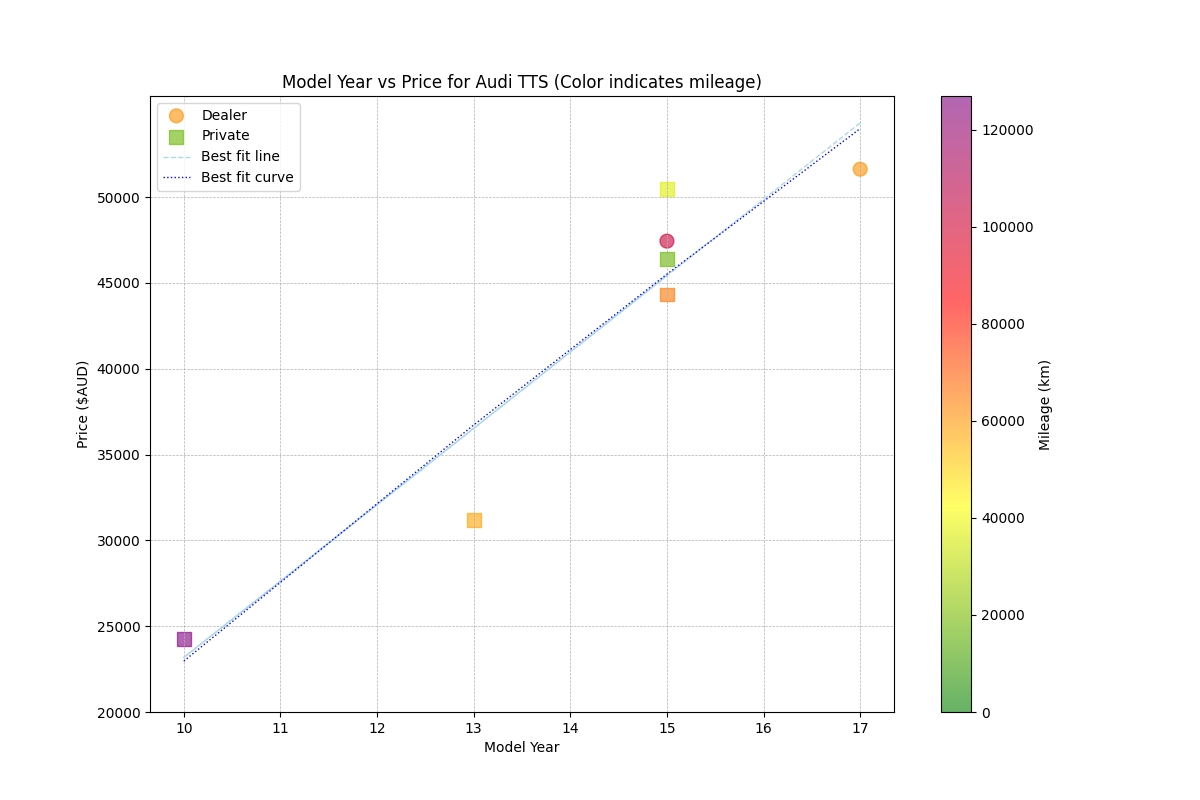 Model Year vs Price for Audi TTS (Color indicates mileage)
Dealer
Private
Best fit line
Best fit curve
Price ($AUD)
50000
45000
40000
35000
30000
25000
20000
10 11 12 13 14 15 16 17
Model Year
120000
100000
80000
60000
40000
20000
0
Mileage (km)